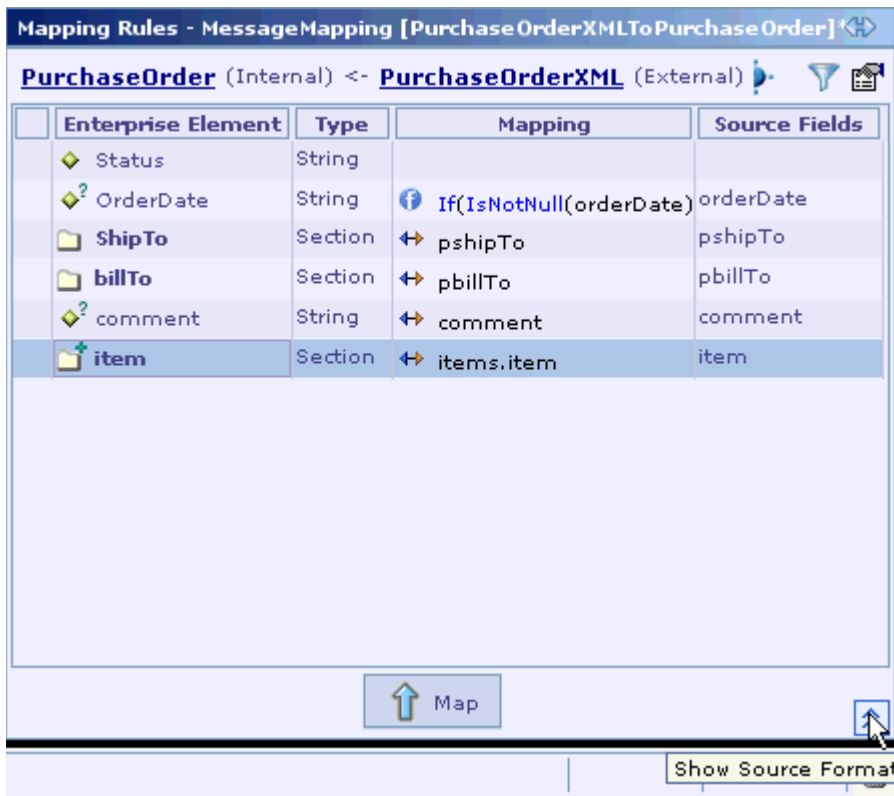 Mapping Rules - MessageMapping [PurchaseOrderXMLToPurchaseOrder]*
PurchaseOrder (Internal) <- PurchaseOrderXML (External)
Enterprise Element Type Mapping Source Fields
Status String
? OrderDate String If(IsNotNull(orderDate) orderDate
ShipTo Section pshipTo pshipTo
billTo Section pbillTo pbillTo
? comment String comment comment
item Section items.item item
Map
Show Source Format